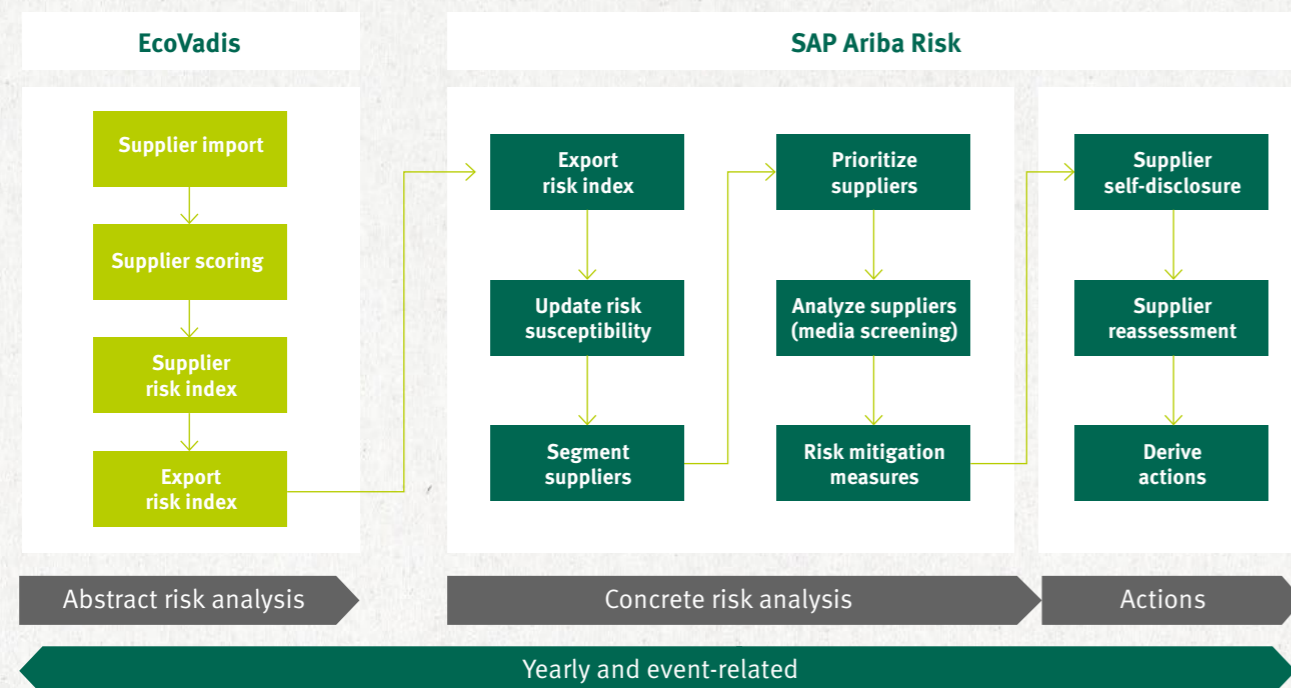 EcoVadis
SAP Ariba Risk
Supplier import
Supplier scoring
Supplier
risk index
Export
risk index
Export
risk index
Update risk
susceptibility
Segment
suppliers
Prioritize
suppliers
Analyze suppliers
(media screening)
Risk mitigation
measures
Supplier
self-disclosure
Supplier
reassessment
Derive
actions
Abstract risk analysis
Concrete risk analysis
Actions
Yearly and event-related